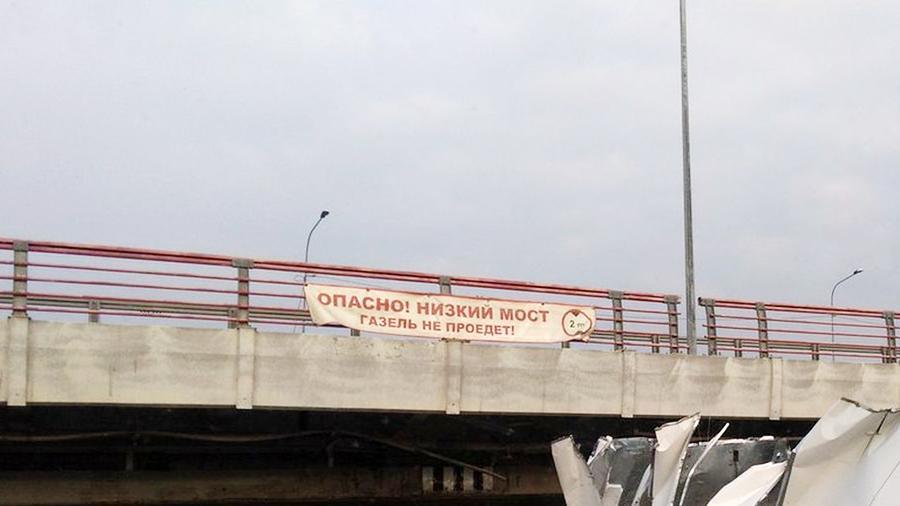 ОПАСНО! НИЗКИЙ МОСТ
ГАЗЕЛЬ НЕ ПРОЕДЕТ!
2